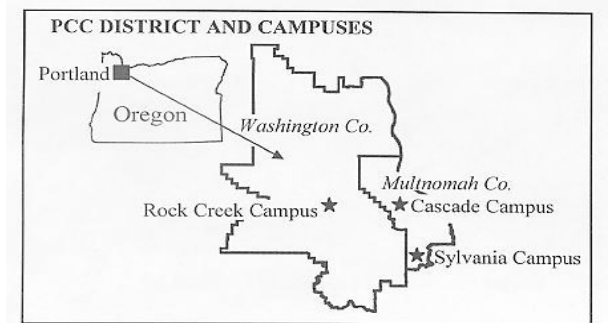 PCC DISTRICT AND CAMPUSES
Portland
Oregon
Washington Co.
Multnomah Co.
Rock Creek Campus
Cascade Campus
Sylvania Campus